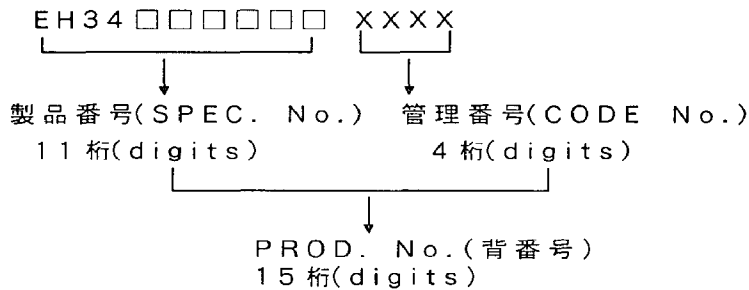 EH34□□□□□□ XXXX
製品番号(SPEC. No.) 管理番号(CODE No.)
11桁(digits) 4桁(digits)
PROD. No.(背番号)
15桁(digits)